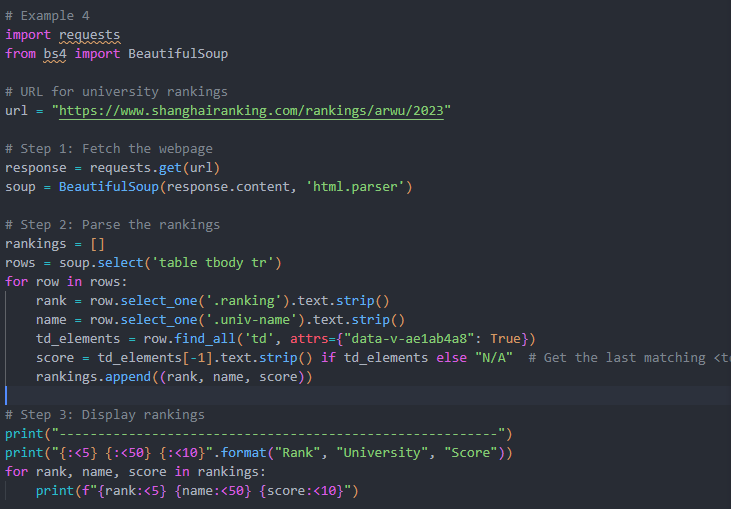 # Example 4
import requests
from bs4 import BeautifulSoup
# URL for university rankings
url = "https://www.shanghairanking.com/rankings/arwu/2023"
# Step 1: Fetch the webpage
response = requests.get(url)
soup = BeautifulSoup(response.content, 'html.parser')
# Step 2: Parse the rankings
rankings = []
rows = soup.select('table tbody tr')
for row in rows:
    rank = row.select_one('.ranking').text.strip()
    name = row.select_one('.univ-name').text.strip()
    td_elements = row.find_all('td', attrs={"data-v-ae1ab4a8": True})
    score = td_elements[-1].text.strip() if td_elements else "N/A"  # Get the last matching <t
    rankings.append((rank, name, score))
# Step 3: Display rankings
print("---------------------------------------------------------")
print("{:<5} {:<50} {:<10}".format("Rank", "University", "Score"))
for rank, name, score in rankings:
    print(f"{rank:<5} {name:<50} {score:<10}")